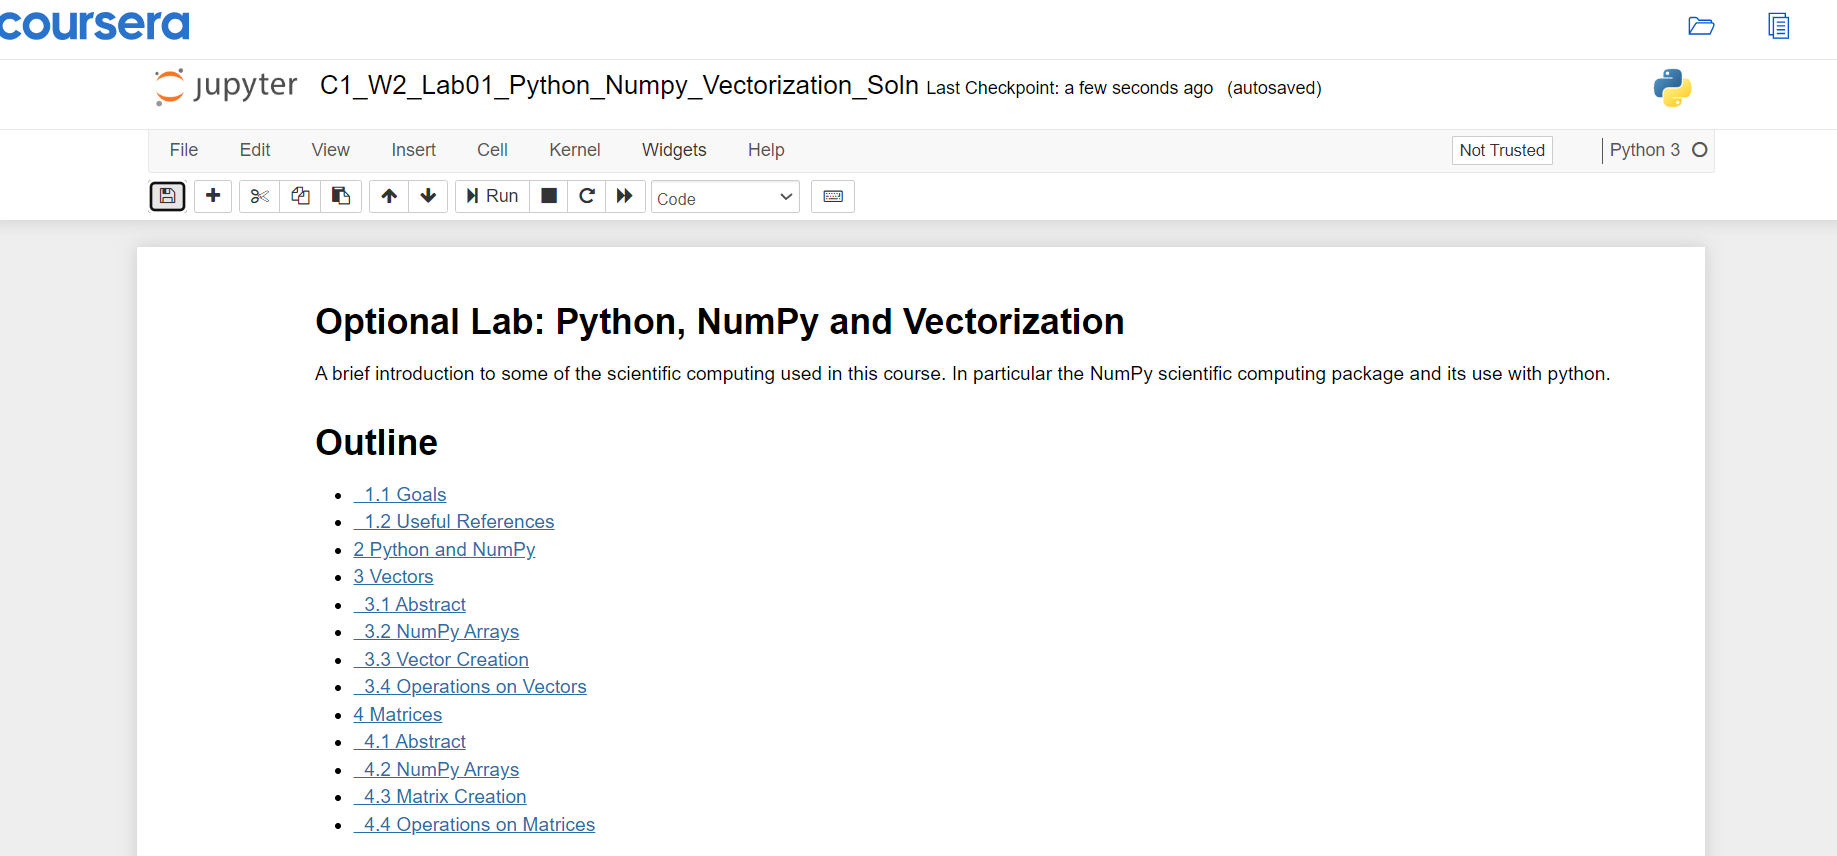 coursera
jupyter C1_W2_Lab01_Python_Numpy_Vectorization_Soln Last Checkpoint: a few seconds ago (autosaved)
File Edit View Insert Cell Kernel Widgets Help Not Trusted Python 3
Run Code
Optional Lab: Python, NumPy and Vectorization
A brief introduction to some of the scientific computing used in this course. In particular the NumPy scientific computing package and its use with python.
Outline
1.1 Goals
1.2 Useful References
2 Python and NumPy
3 Vectors
3.1 Abstract
3.2 NumPy Arrays
3.3 Vector Creation
3.4 Operations on Vectors
4 Matrices
4.1 Abstract
4.2 NumPy Arrays
4.3 Matrix Creation
4.4 Operations on Matrices